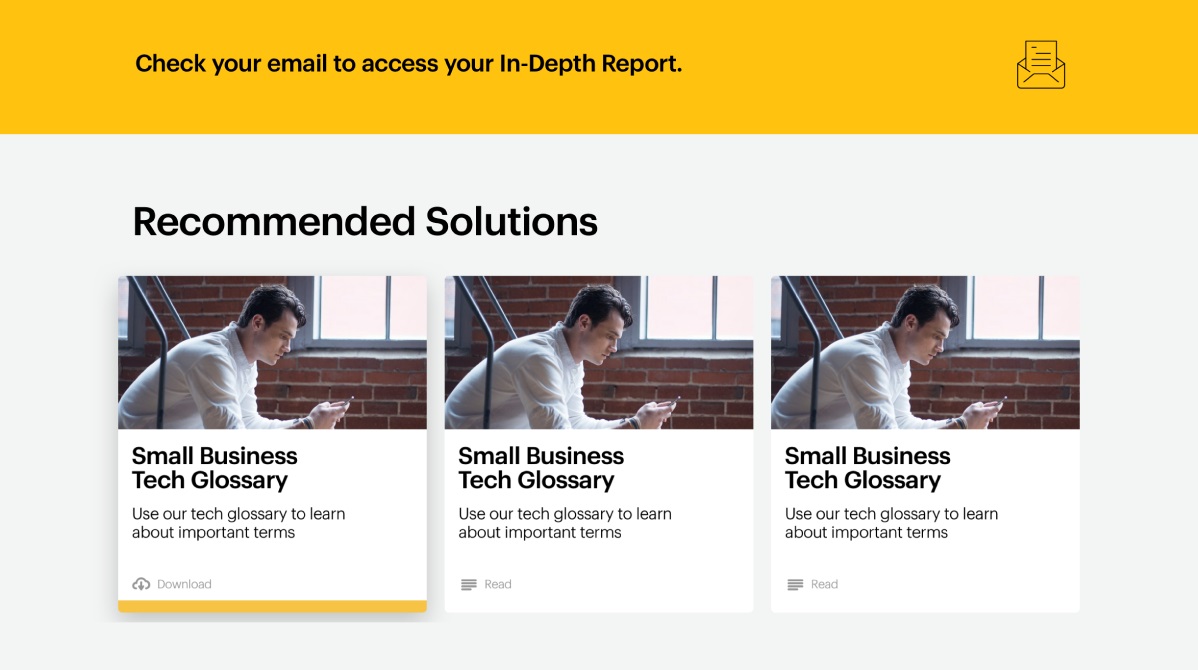 Check your email to access your In-Depth Report.
Recommended Solutions
Small Business
Tech Glossary
Use our tech glossary to learn
about important terms
Download
Small Business
Tech Glossary
Use our tech glossary to learn
about important terms
Read
Small Business
Tech Glossary
Use our tech glossary to learn
about important terms
Read